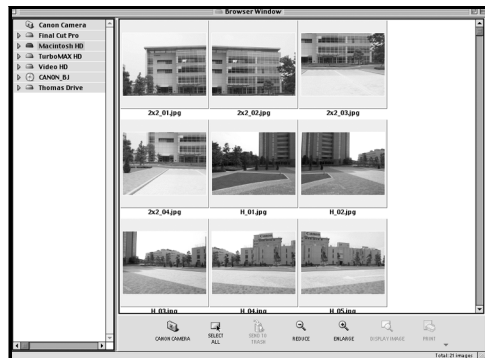 Browser Window
Canon Camera
Final Cut Pro
Macintosh HD
TurboMAX HD
Video HD
CANON_BJ
Thomas Drive
2x2_01.jpg
2x2_02.jpg
2x2_03.jpg
2x2_04.jpg
H_01.jpg
H_02.jpg
H_03.jpg
H_04.jpg
H_05.jpg
CANON CAMERA
SELECT ALL
SEND TO TRASH
REDUCE
ENLARGE
DISPLAY IMAGE
PRINT
Total:21 images